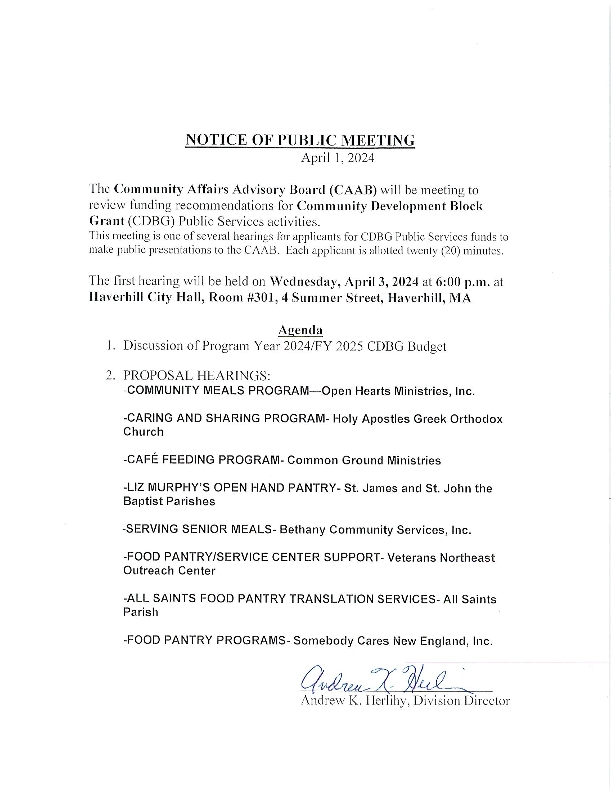 NOTICE OF PUBLIC MEETING
April 1, 2024
The Community Affairs Advisory Board (CAAB) will be meeting to
review funding recommendations for Community Development Block
Grant (CDBG) Public Services activities.
This meeting is one of several hearings for applicants for CDBG Public Services funds to
make public presentations to the CAAB. Each applicant is allotted twenty (20) minutes.
The first hearing will be held on Wednesday, April 3, 2024 at 6:00 p.m. at
Haverhill City Hall, Room #301, 4 Summer Street, Haverhill, MA
Agenda
1. Discussion of Program Year 2024/FY 2025 CDBG Budget
2. PROPOSAL HEARINGS:
-COMMUNITY MEALS PROGRAM—Open Hearts Ministries, Inc.
-CARING AND SHARING PROGRAM- Holy Apostles Greek Orthodox
Church
-CAFÉ FEEDING PROGRAM- Common Ground Ministries
-LIZ MURPHY'S OPEN HAND PANTRY- St. James and St. John the
Baptist Parishes
-SERVING SENIOR MEALS- Bethany Community Services, Inc.
-FOOD PANTRY/SERVICE CENTER SUPPORT- Veterans Northeast
Outreach Center
-ALL SAINTS FOOD PANTRY TRANSLATION SERVICES- All Saints
Parish
-FOOD PANTRY PROGRAMS- Somebody Cares New England, Inc.
Andrew K. Herlihy
Andrew K. Herlihy, Division Director